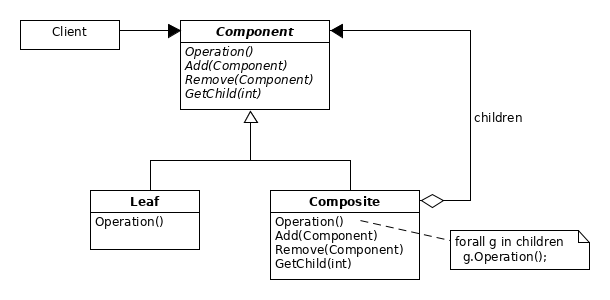 Client
Component
Operation()
Add(Component)
Remove(Component)
GetChild(int)
children
Leaf
Operation()
Composite
Operation()
Add(Component)
Remove(Component)
GetChild(int)
forall g in children
g.Operation();